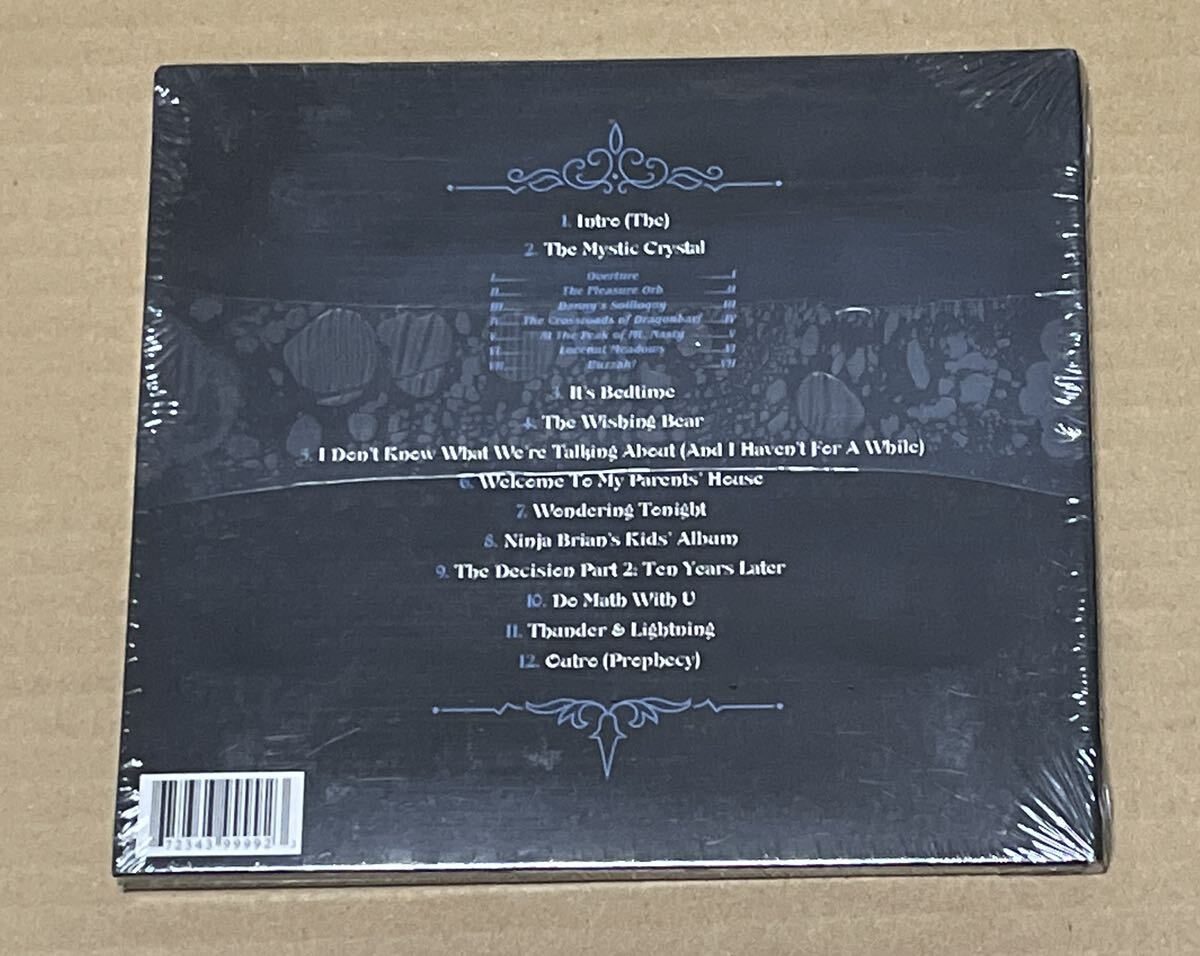 1. Intro (The)
2. The Mystic Crystal
I Overture I
II The Pleasure Orb II
III Danny's Soliloquy III
IV The Crossroads of Dragonbarf IV
V At The Peak of Mt. Nasty V
VI Lucent Meadows VI
VII Huzzah! VII
3. It's Bedtime
4. The Wishing Bear
5. I Don't Know What We're Talking About (And I Haven't For A While)
6. Welcome To My Parents' House
7. Wondering Tonight
8. Ninja Brian's Kids' Album
9. The Decision Part 2: Ten Years Later
10. Do Math With U
11. Thunder & Lightning
12. Outro (Prophecy)
72343 99992 3